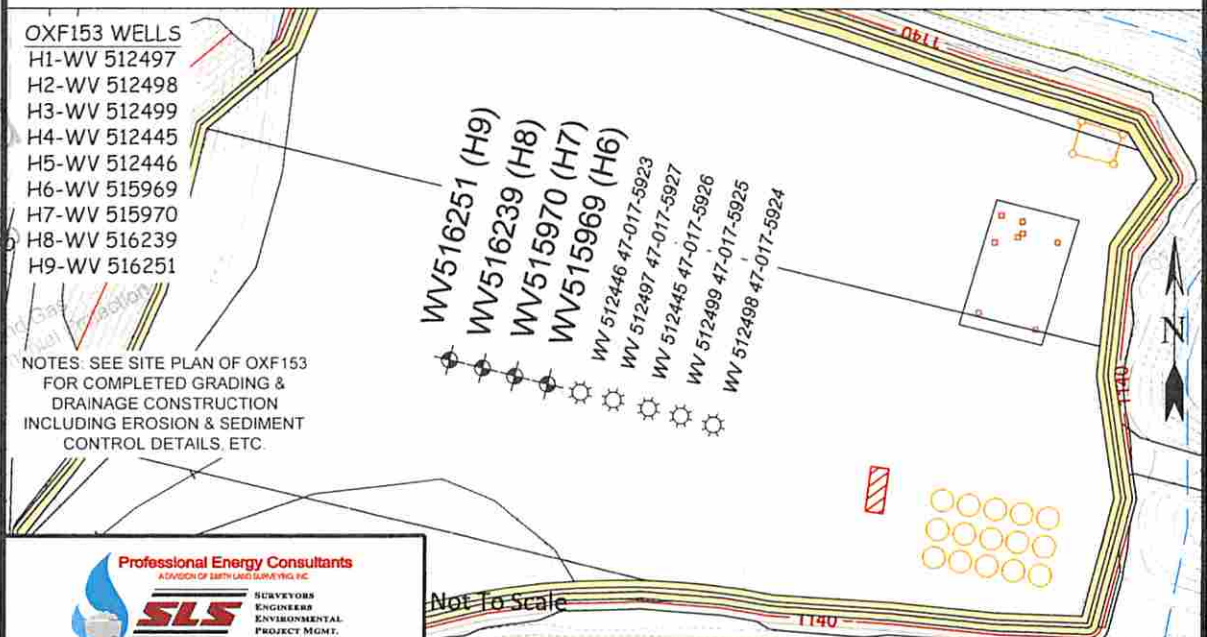 OXF153 WELLS
H1-WV 512497
H2-WV 512498
H3-WV 512499
H4-WV 512445
H5-WV 512446
H6-WV 515969
H7-WV 515970
H8-WV 516239
H9-WV 516251
NOTES: SEE SITE PLAN OF OXF153
FOR COMPLETED GRADING &
DRAINAGE CONSTRUCTION
INCLUDING EROSION & SEDIMENT
CONTROL DETAILS, ETC.
WV516251 (H9)
WV516239 (H8)
WV515970 (H7)
WV515969 (H6)
WV 512446 47-017-5923
WV 512497 47-017-5927
WV 512445 47-017-5926
WV 512499 47-017-5925
WV 512498 47-017-5924
1140
N
1140
1140
Professional Energy Consultants
A DIVISION OF SMITH LAND SURVEYING, INC.
SLS
SURVEYORS
ENGINEERS
ENVIRONMENTAL
PROJECT MGMT.
Not To Scale